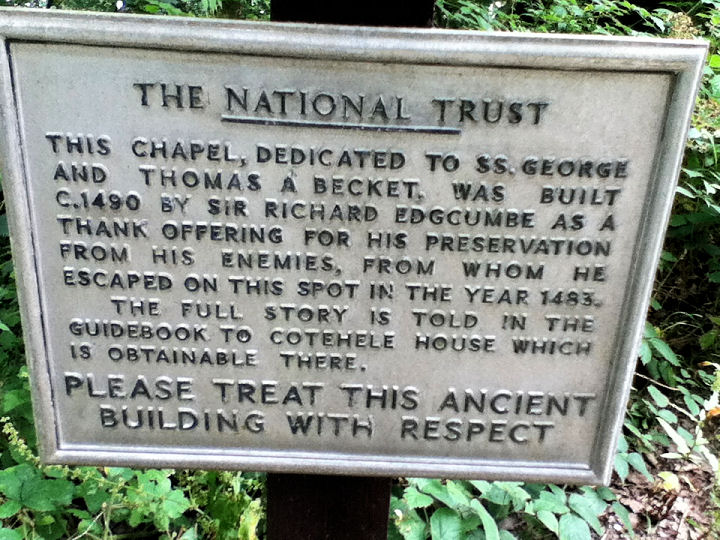 THE NATIONAL TRUST
THIS CHAPEL, DEDICATED TO SS. GEORGE
AND THOMAS À BECKET, WAS BUILT
C.1490 BY SIR RICHARD EDGCUMBE AS A
THANK OFFERING FOR HIS PRESERVATION
FROM HIS ENEMIES, FROM WHOM HE
ESCAPED ON THIS SPOT IN THE YEAR 1483.
THE FULL STORY IS TOLD IN THE
GUIDEBOOK TO COTEHELE HOUSE WHICH
IS OBTAINABLE THERE.
PLEASE TREAT THIS ANCIENT
BUILDING WITH RESPECT